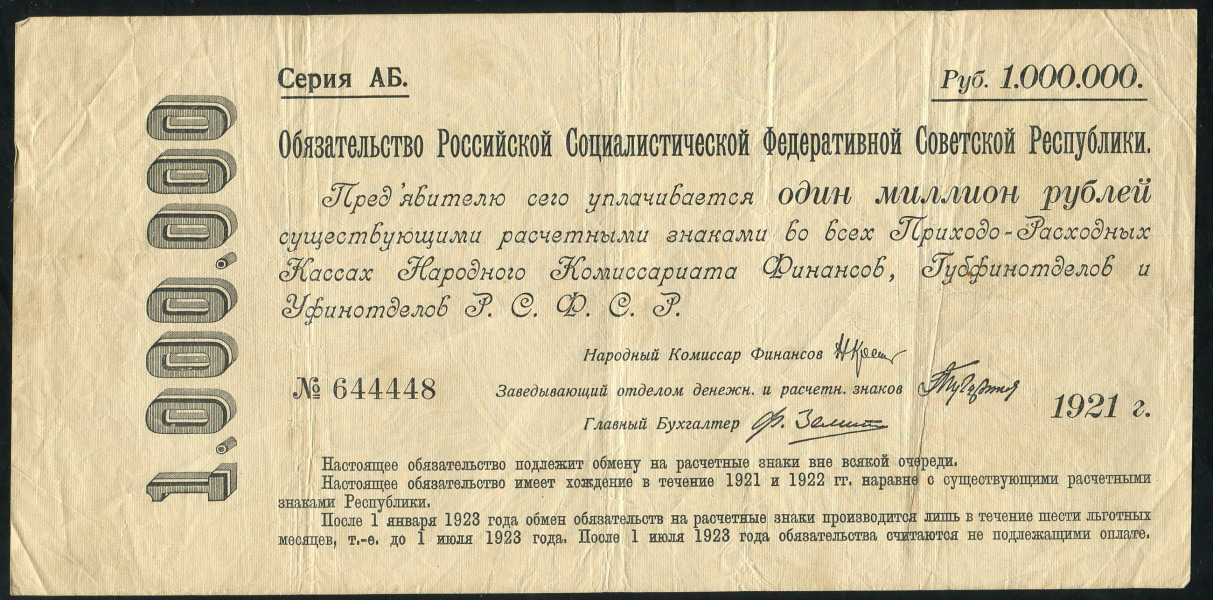 Серия АБ.
Руб. 1.000.000.
1.000.000
Обязательство Российской Социалистической Федеративной Советской Республики.
Пред'явителю сего уплачивается один миллион рублей
существующими расчетными знаками во всех Приходо-Расходных
Кассах Народного Комиссариата Финансов, Губфинотделов и
Уфинотделов Р. С. Ф. С. Р.
Народный Комиссар Финансов
№ 644448
Заведывающий отделом денежн. и расчетн. знаков
1921 г.
Главный Бухгалтер
Настоящее обязательство подлежит обмену на расчетные знаки вне всякой очереди.
Настоящее обязательство имеет хождение в течение 1921 и 1922 гг. наравне с существующими расчетными
знаками Республики.
После 1 января 1923 года обмен обязательств на расчетные знаки производится лишь в течение шести льготных
месяцев, т.-е. до 1 июля 1923 года. После 1 июля 1923 года обязательства считаются не подлежащими оплате.